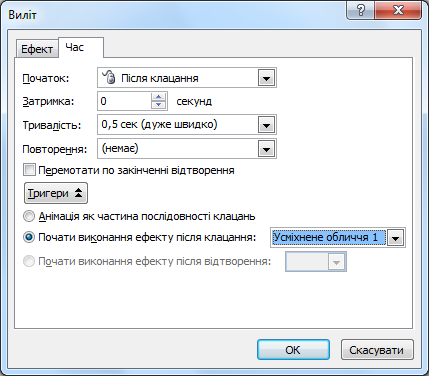 Виліт
Ефект Час
Початок: Після клацання
Затримка: 0 секунд
Тривалість: 0,5 сек (дуже швидко)
Повторення: (немає)
Перемотати по закінченні відтворення
Тригери
Анімація як частина послідовності клацань
Почати виконання ефекту після клацання: Усміхнене обличчя 1
Почати виконання ефекту після відтворення:
ОК Скасувати